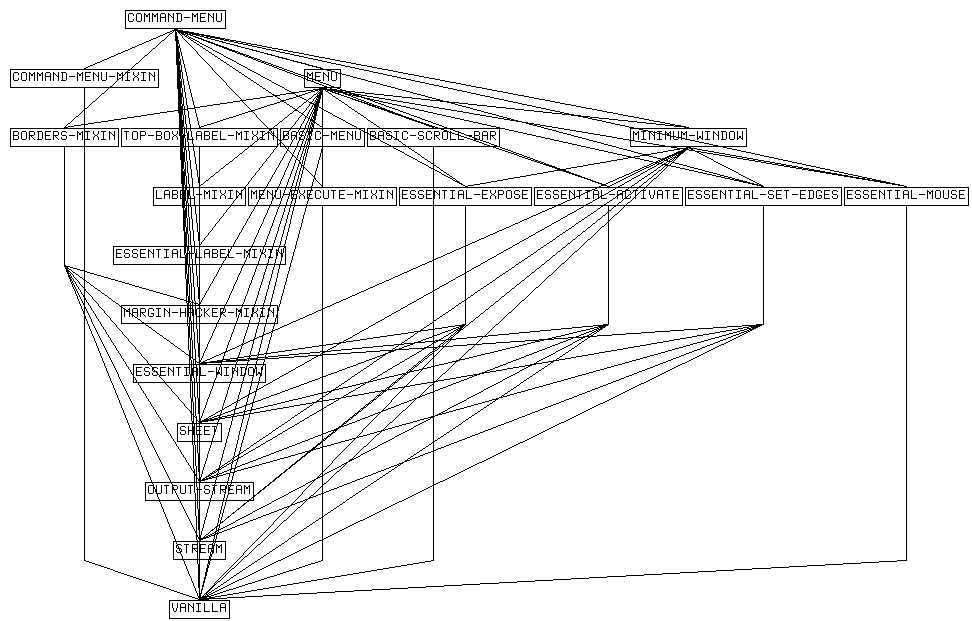 COMMAND-MENU
COMMAND-MENU-MIXIN
MENU
BORDERS-MIXIN
TOP-BOX-LABEL-MIXIN
BASIC-MENU
BASIC-SCROLL-BAR
MINIMUM-WINDOW
LABEL-MIXIN
MENU-EXECUTE-MIXIN
ESSENTIAL-EXPOSE
ESSENTIAL-ACTIVATE
ESSENTIAL-SET-EDGES
ESSENTIAL-MOUSE
ESSENTIAL-LABEL-MIXIN
MARGIN-HACKER-MIXIN
ESSENTIAL-WINDOW
SHEET
OUTPUT-STREAM
STREAM
VANILLA